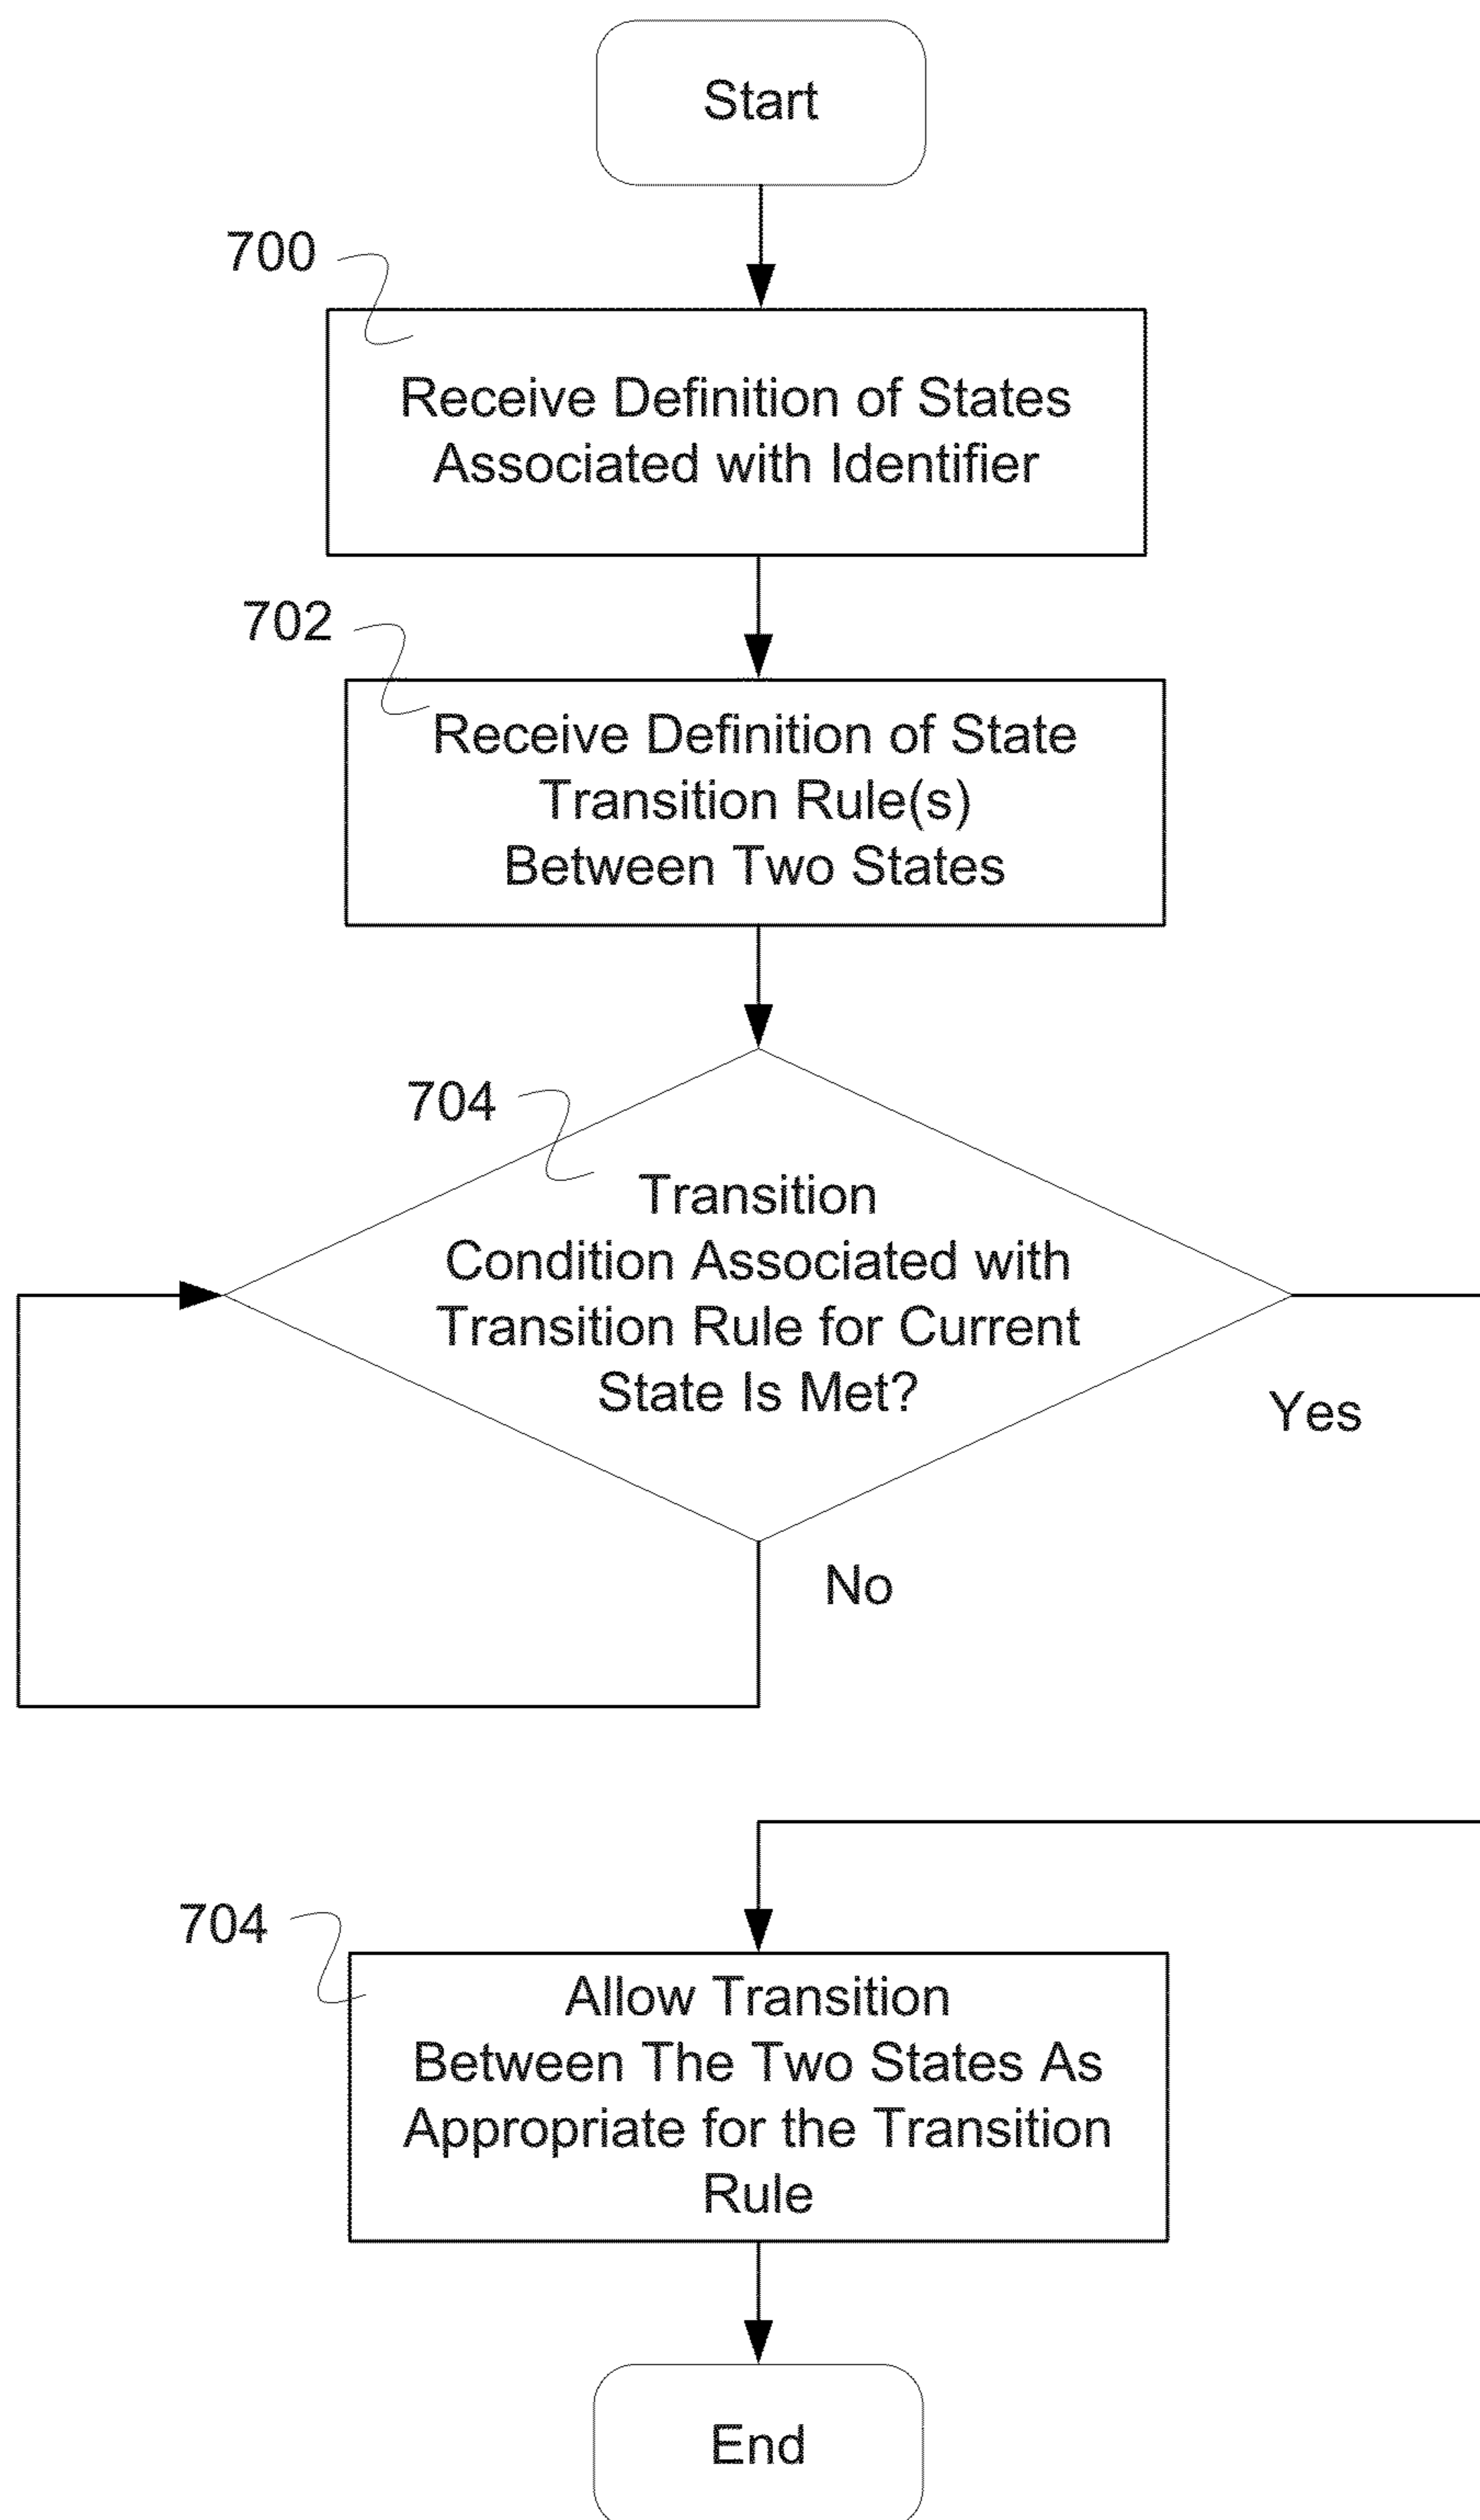 Start
700
Receive Definition of States
Associated with Identifier
702
Receive Definition of State
Transition Rule(s)
Between Two States
704
Transition
Condition Associated with
Transition Rule for Current
State Is Met?
Yes
No
704
Allow Transition
Between The Two States As
Appropriate for the Transition
Rule
End